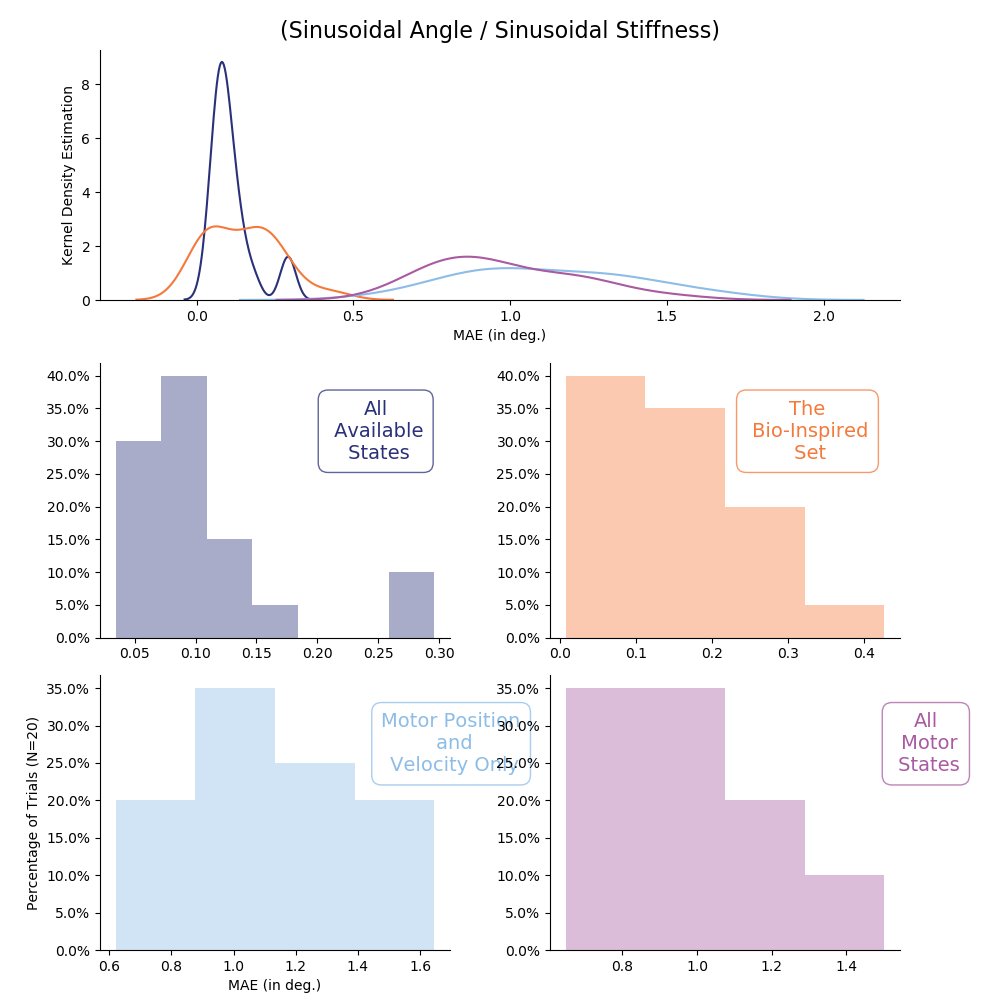 (Sinusoidal Angle / Sinusoidal Stiffness)
Kernel Density Estimation
8
6
4
2
0
0.0 0.5 1.0 1.5 2.0
MAE (in deg.)
40.0%
35.0%
30.0%
25.0%
20.0%
15.0%
10.0%
5.0%
0.0%
All
Available
States
0.05 0.10 0.15 0.20 0.25 0.30
40.0%
35.0%
30.0%
25.0%
20.0%
15.0%
10.0%
5.0%
0.0%
The
Bio-Inspired
Set
0.0 0.1 0.2 0.3 0.4
Percentage of Trials (N=20)
35.0%
30.0%
25.0%
20.0%
15.0%
10.0%
5.0%
0.0%
Motor Position
and
Velocity Only
0.6 0.8 1.0 1.2 1.4 1.6
MAE (in deg.)
35.0%
30.0%
25.0%
20.0%
15.0%
10.0%
5.0%
0.0%
All
Motor
States
0.8 1.0 1.2 1.4